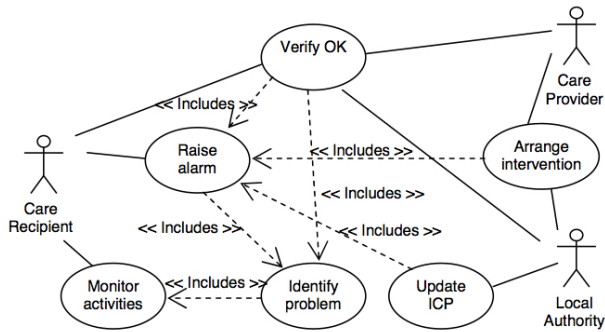 Verify OK
Care
Provider
<< Includes >>
Raise
alarm
<< Includes >>
Arrange
intervention
Care
Recipient
<< Includes >>
<< Includes >>
<< Includes >>
Monitor
activities
<< Includes >>
Identify
problem
Update
ICP
Local
Authority